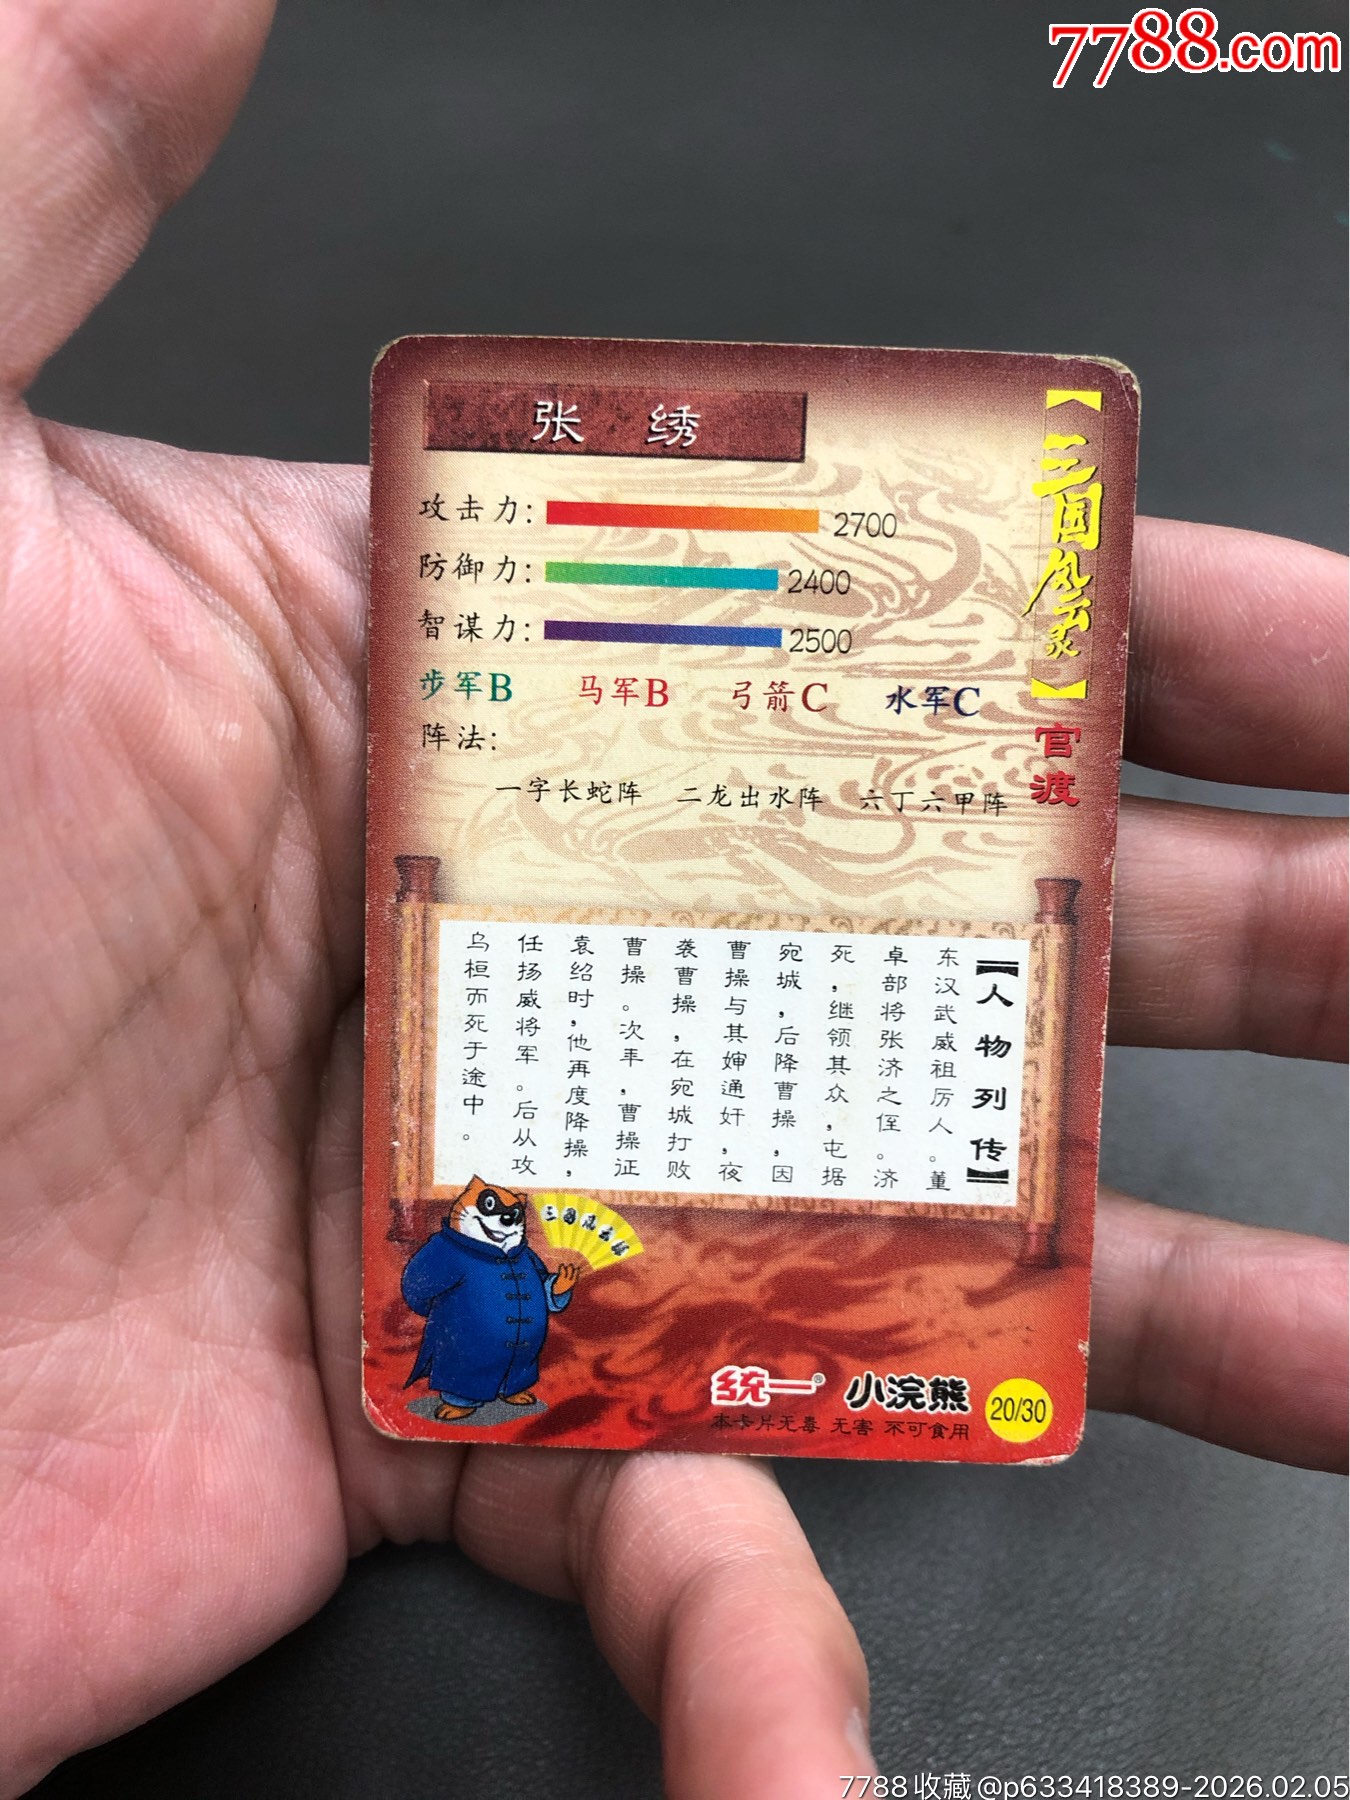 7788.com
张 绣
攻击力: 2700
防御力: 2400
智谋力: 2500
步军B 马军B 弓箭C 水军C
阵法:
一字长蛇阵 二龙出水阵 六丁六甲阵
【三国风云录】
官渡
【人物列传】
东汉武威祖厉人。董
卓部将张济之侄。济
死,继领其众,屯据
宛城,后降曹操,因
曹操与其婶通奸,夜
袭曹操,在宛城打败
曹操。次年,曹操征
袁绍时,他再度降操,
任扬威将军。后从攻
乌桓而死于途中。
三国风云录
统一® 小浣熊
本卡片无毒 无害 不可食用
20/30
7788收藏@p633418389-2026.02.05